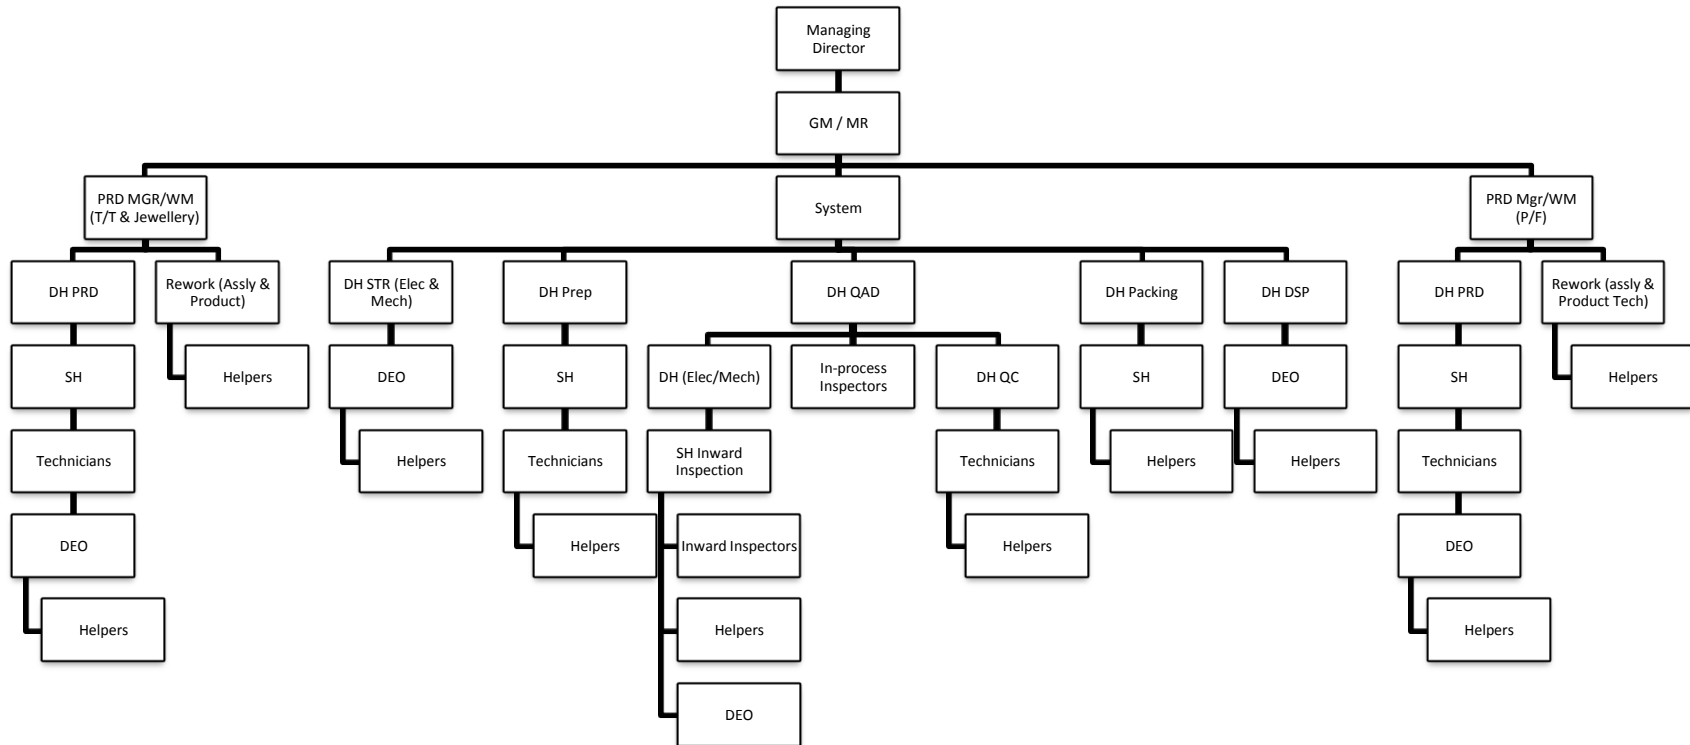 Managing
Director
GM / MR
PRD MGR/WM
(T/T & Jewellery)
System
PRD Mgr/WM
(P/F)
DH PRD
Rework (Assly &
Product)
DH STR (Elec &
Mech)
DH Prep
DH QAD
DH Packing
DH DSP
DH PRD
Rework (assly &
Product Tech)
SH
Helpers
DEO
SH
DH (Elec/Mech)
In-process
Inspectors
DH QC
SH
DEO
SH
Helpers
Technicians
Helpers
Technicians
SH Inward
Inspection
Technicians
Helpers
Helpers
Technicians
DEO
Helpers
Inward Inspectors
Helpers
DEO
Helpers
Helpers
Helpers
DEO